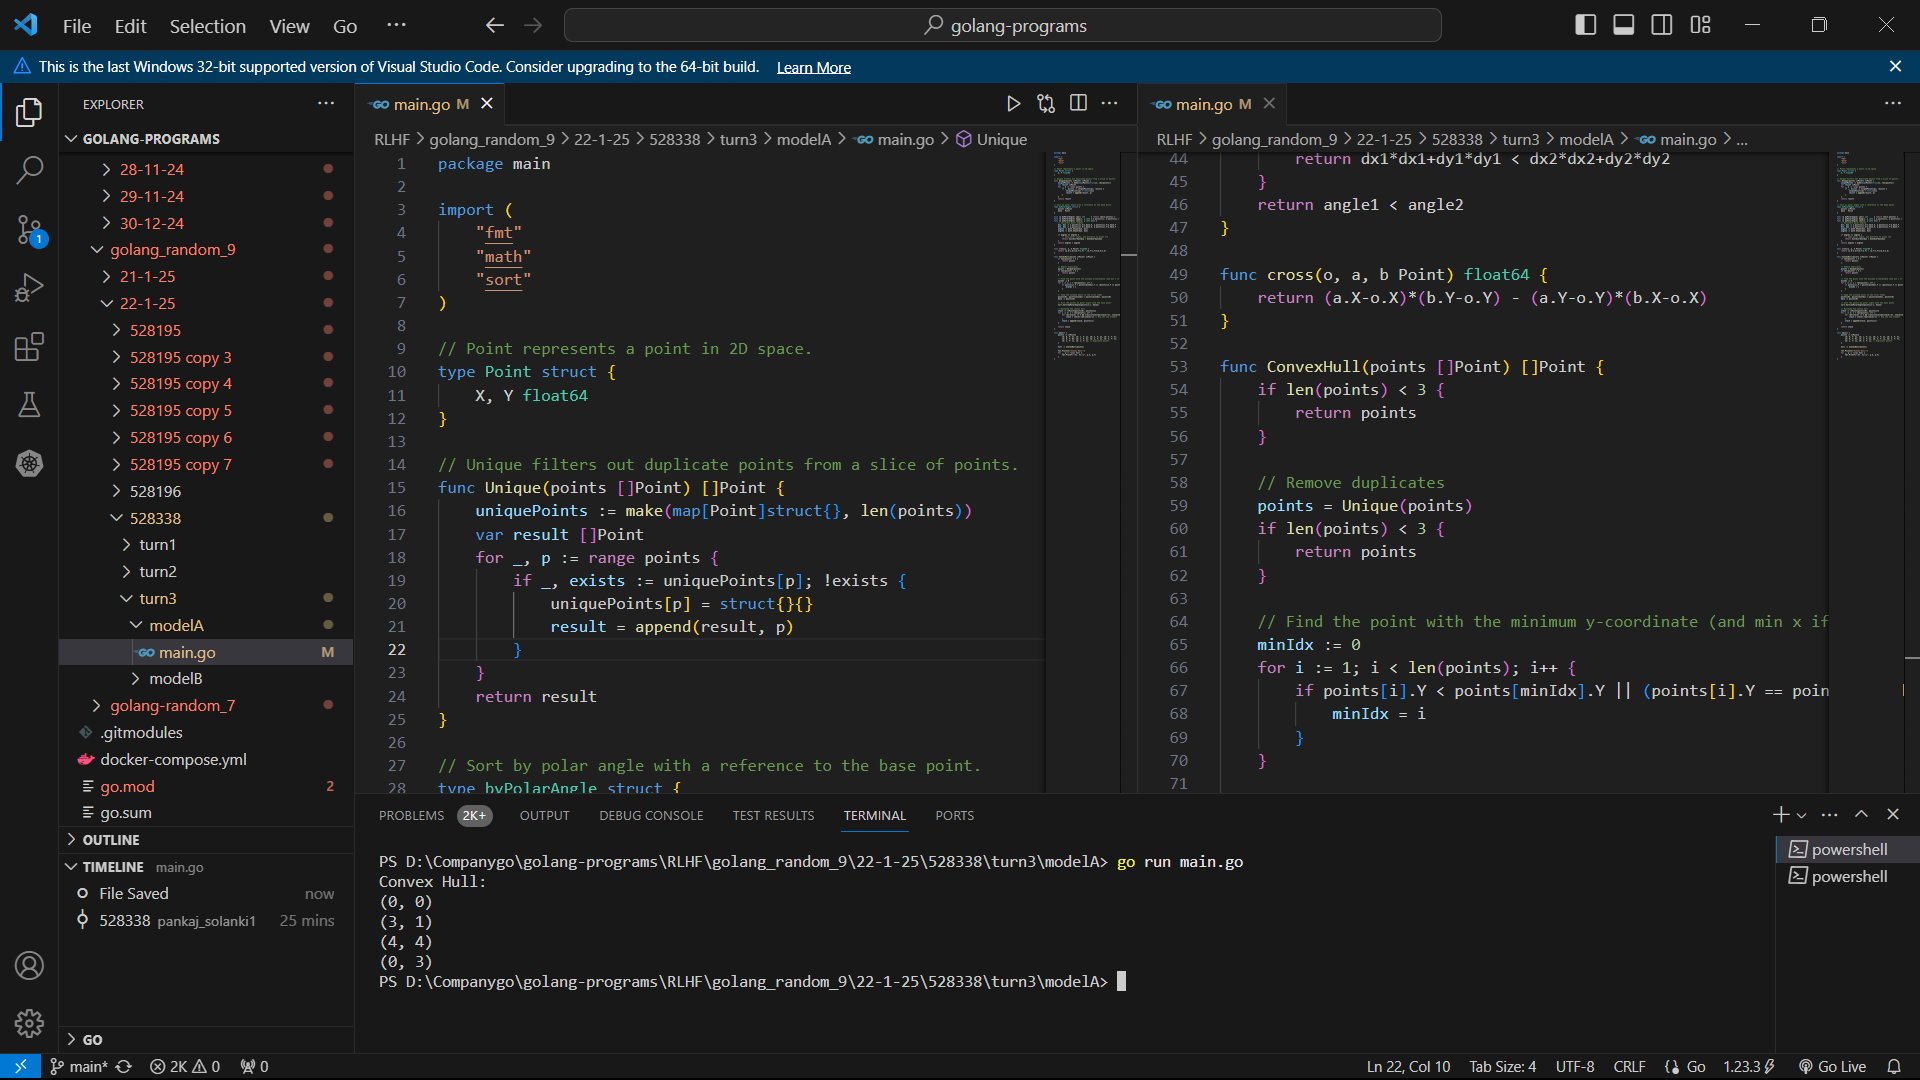 File Edit Selection View Go ··· golang-programs
This is the last Windows 32-bit supported version of Visual Studio Code. Consider upgrading to the 64-bit build. Learn More
EXPLORER
GOLANG-PROGRAMS
28-11-24
29-11-24
30-12-24
golang_random_9
21-1-25
22-1-25
528195
528195 copy 3
528195 copy 4
528195 copy 5
528195 copy 6
528195 copy 7
528196
528338
turn1
turn2
turn3
modelA
main.go M
modelB
golang-random_7
.gitmodules
docker-compose.yml
go.mod 2
go.sum
OUTLINE
TIMELINE main.go
File Saved now
528338 pankaj_solanki1 25 mins
GO
main.go M
RLHF > golang_random_9 > 22-1-25 > 528338 > turn3 > modelA > main.go > Unique
1 package main
2
3 import (
4 "fmt"
5 "math"
6 "sort"
7 )
8
9 // Point represents a point in 2D space.
10 type Point struct {
11 X, Y float64
12 }
13
14 // Unique filters out duplicate points from a slice of points.
15 func Unique(points []Point) []Point {
16 uniquePoints := make(map[Point]struct{}, len(points))
17 var result []Point
18 for _, p := range points {
19 if _, exists := uniquePoints[p]; !exists {
20 uniquePoints[p] = struct{}{}
21 result = append(result, p)
22 }
23 }
24 return result
25 }
26
27 // Sort by polar angle with a reference to the base point.
28 type byPolarAngle struct {
main.go M
RLHF > golang_random_9 > 22-1-25 > 528338 > turn3 > modelA > main.go > ...
44 return dx1*dx1+dy1*dy1 < dx2*dx2+dy2*dy2
45 }
46 return angle1 < angle2
47 }
48
49 func cross(o, a, b Point) float64 {
50 return (a.X-o.X)*(b.Y-o.Y) - (a.Y-o.Y)*(b.X-o.X)
51 }
52
53 func ConvexHull(points []Point) []Point {
54 if len(points) < 3 {
55 return points
56 }
57
58 // Remove duplicates
59 points = Unique(points)
60 if len(points) < 3 {
61 return points
62 }
63
64 // Find the point with the minimum y-coordinate (and min x if
65 minIdx := 0
66 for i := 1; i < len(points); i++ {
67 if points[i].Y < points[minIdx].Y || (points[i].Y == poin
68 minIdx = i
69 }
70 }
71
PROBLEMS 2K+ OUTPUT DEBUG CONSOLE TEST RESULTS TERMINAL PORTS
PS D:\Companygo\golang-programs\RLHF\golang_random_9\22-1-25\528338\turn3\modelA> go run main.go
Convex Hull:
(0, 0)
(3, 1)
(4, 4)
(0, 3)
PS D:\Companygo\golang-programs\RLHF\golang_random_9\22-1-25\528338\turn3\modelA>
powershell
powershell
main* 2K 0 0 Ln 22, Col 10 Tab Size: 4 UTF-8 CRLF Go 1.23.3 Go Live